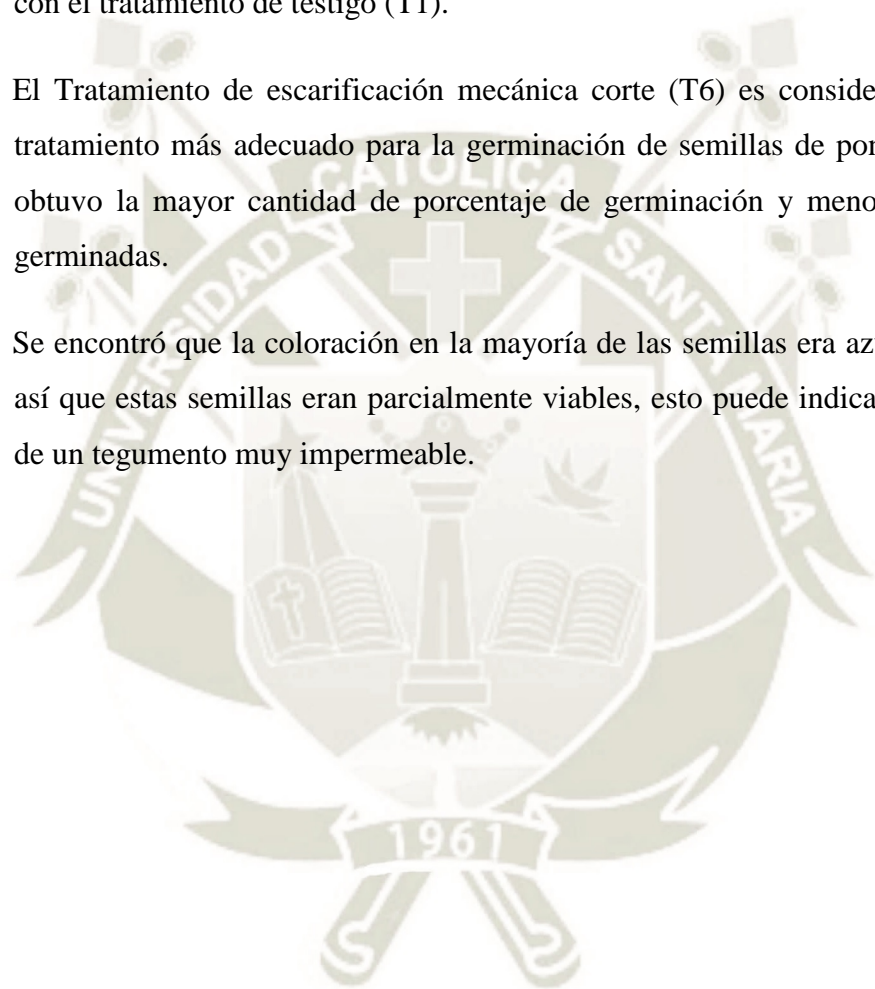 con el tratamiento de testigo (T1).
El Tratamiento de escarificación mecánica corte (T6) es conside
tratamiento más adecuado para la germinación de semillas de por
obtuvo la mayor cantidad de porcentaje de germinación y meno
germinadas.
Se encontró que la coloración en la mayoría de las semillas era az
así que estas semillas eran parcialmente viables, esto puede indica
de un tegumento muy impermeable.
UNIVERSIDAD CATOLICA SANTA MARIA
1961